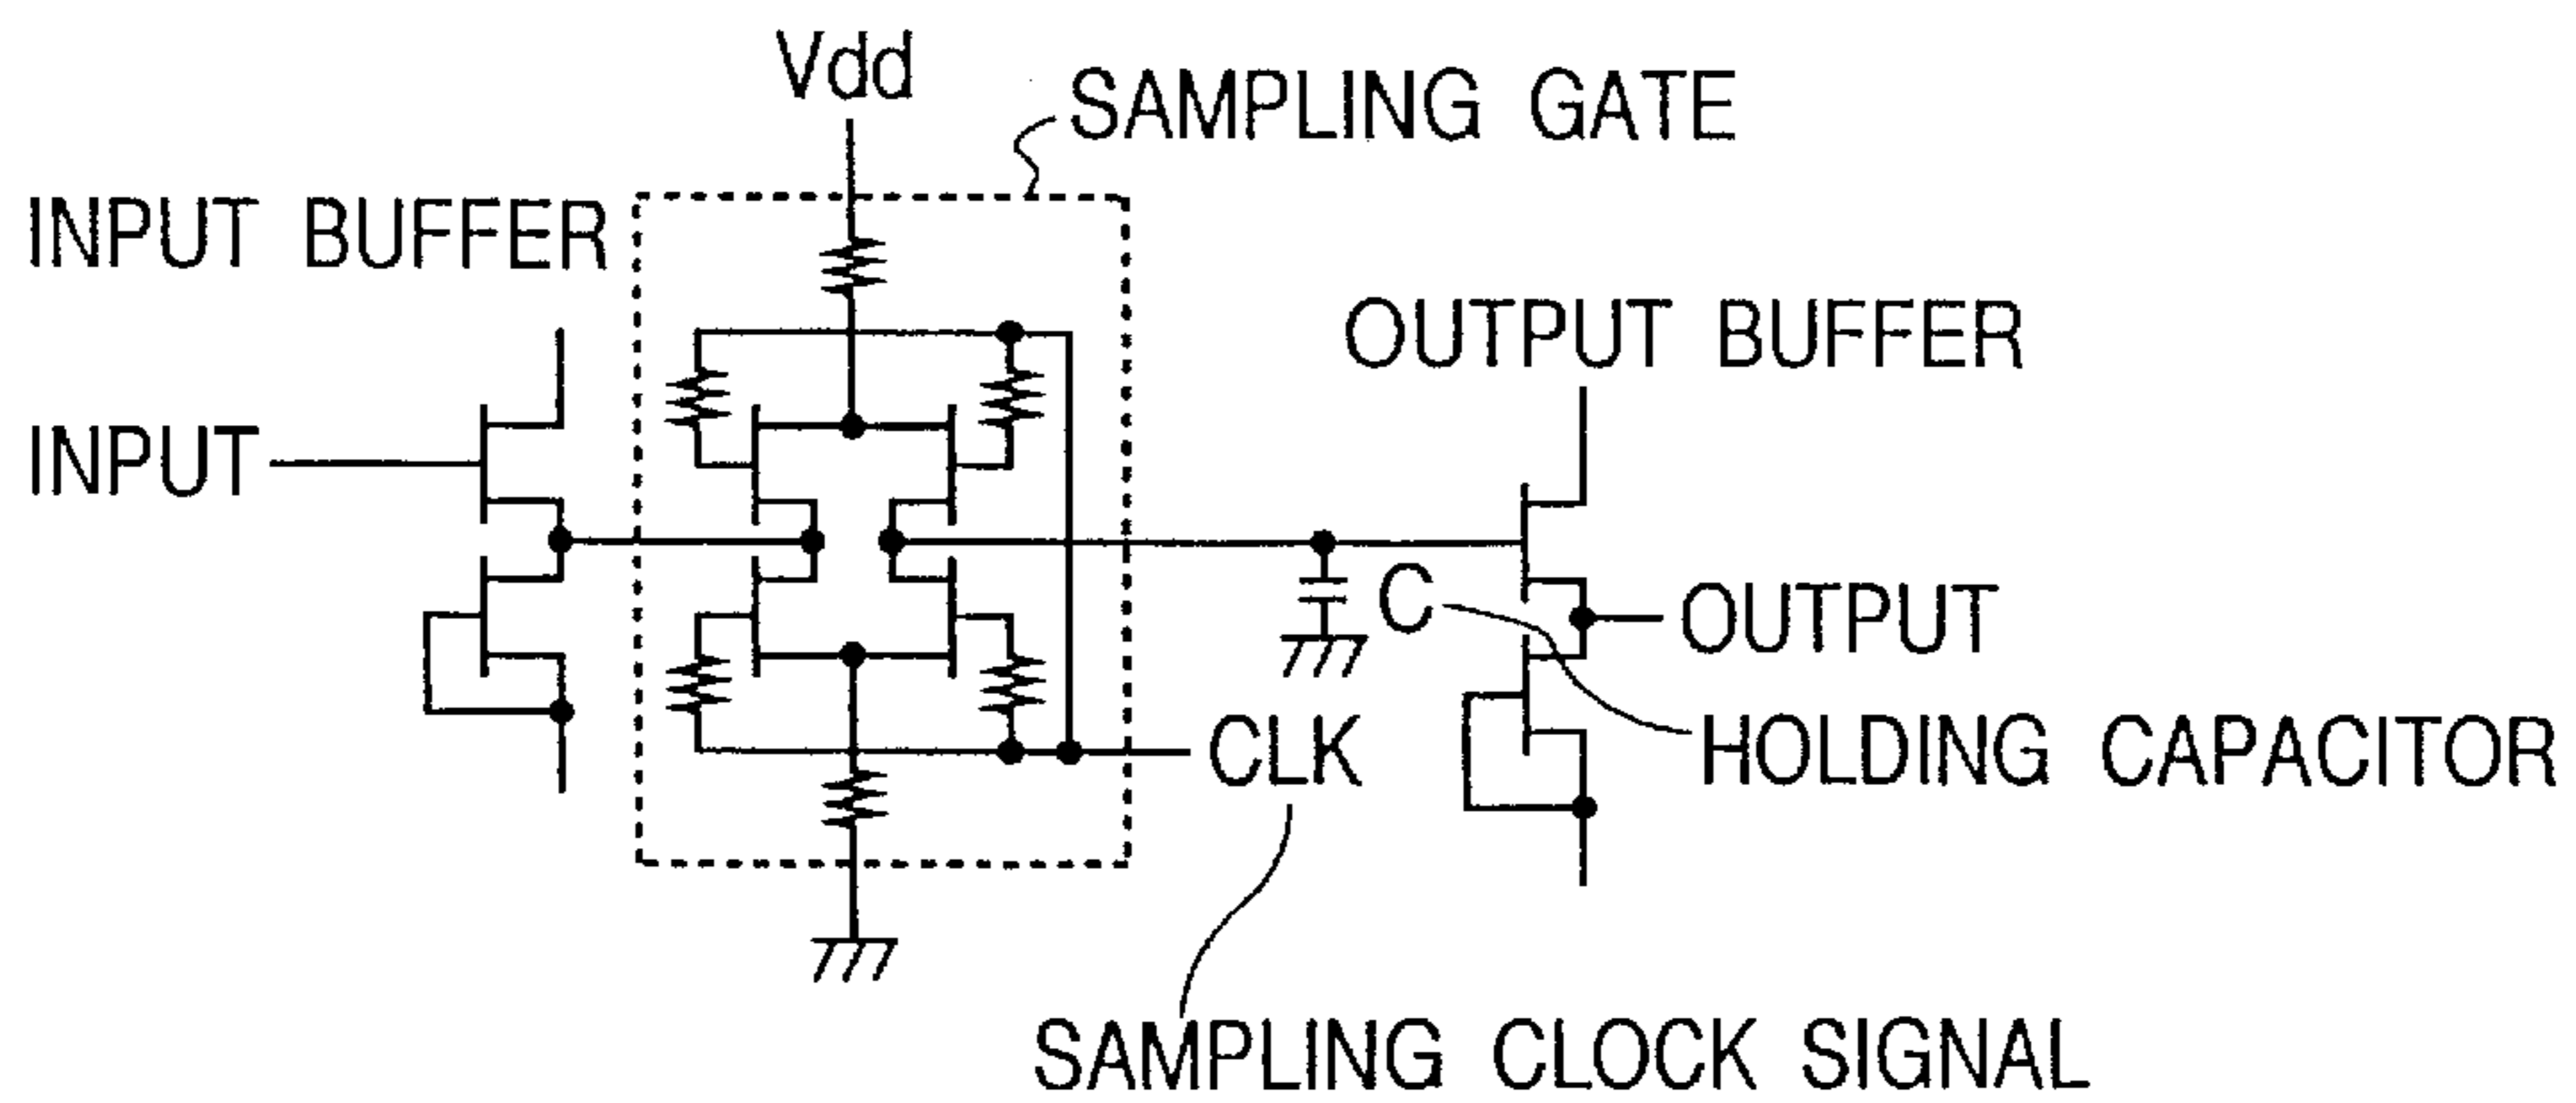 Vdd
SAMPLING GATE
INPUT BUFFER
OUTPUT BUFFER
INPUT
C
OUTPUT
CLK
HOLDING CAPACITOR
SAMPLING CLOCK SIGNAL